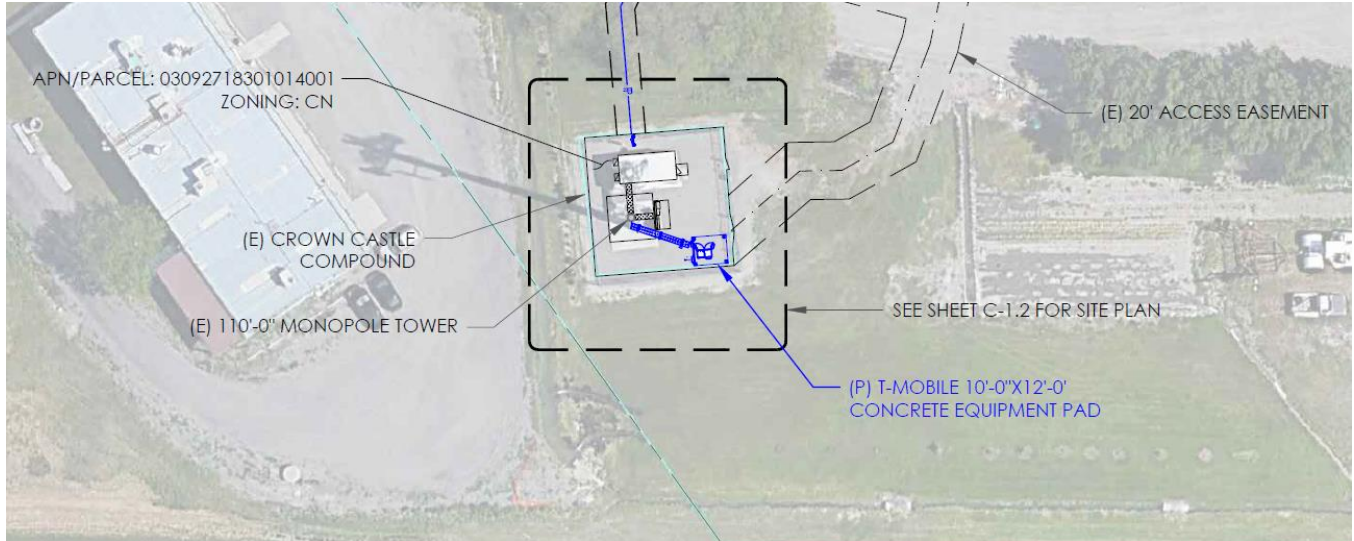 APN/PARCEL: 03092718301014001
ZONING: CN
(E) 20' ACCESS EASEMENT
(E) CROWN CASTLE
COMPOUND
(E) 110'-0" MONOPOLE TOWER
SEE SHEET C-1.2 FOR SITE PLAN
(P) T-MOBILE 10'-0"X12'-0'
CONCRETE EQUIPMENT PAD